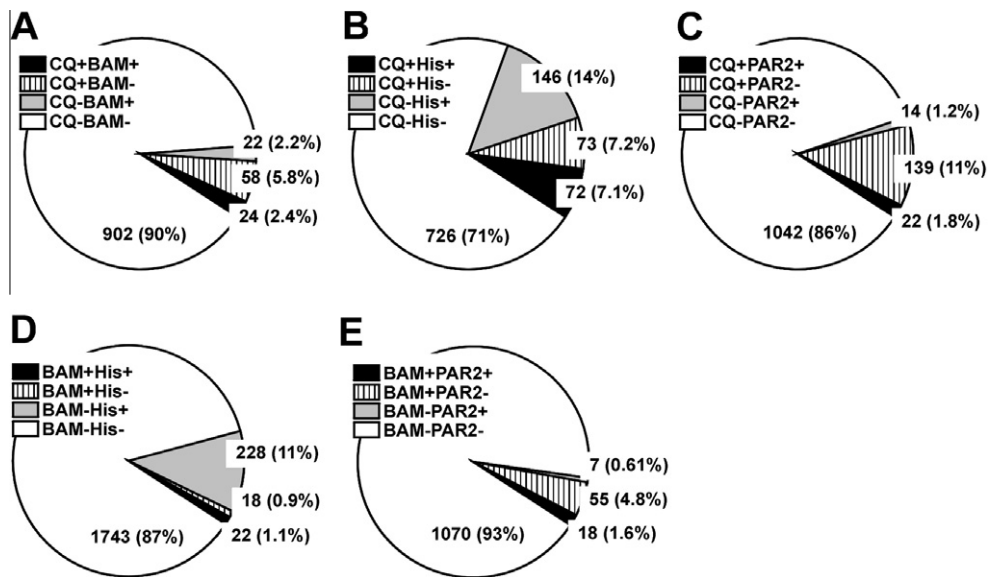 A
CQ+BAM+
CQ+BAM-
CQ-BAM+
CQ-BAM-
22 (2.2%)
58 (5.8%)
24 (2.4%)
902 (90%)
B
CQ+His+
CQ+His-
CQ-His+
CQ-His-
146 (14%)
73 (7.2%)
72 (7.1%)
726 (71%)
C
CQ+PAR2+
CQ+PAR2-
CQ-PAR2+
CQ-PAR2-
14 (1.2%)
139 (11%)
22 (1.8%)
1042 (86%)
D
BAM+His+
BAM+His-
BAM-His+
BAM-His-
228 (11%)
18 (0.9%)
22 (1.1%)
1743 (87%)
E
BAM+PAR2+
BAM+PAR2-
BAM-PAR2+
BAM-PAR2-
7 (0.61%)
55 (4.8%)
18 (1.6%)
1070 (93%)